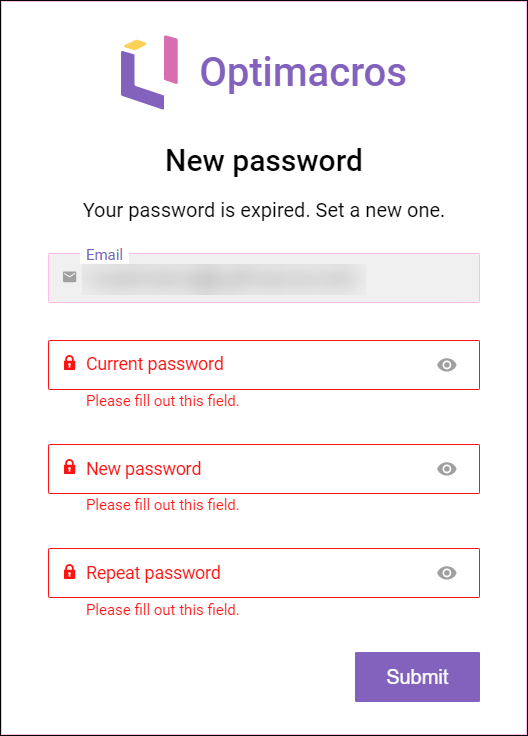 Optimacros
New password
Your password is expired. Set a new one.
Email
Current password
Please fill out this field.
New password
Please fill out this field.
Repeat password
Please fill out this field.
Submit